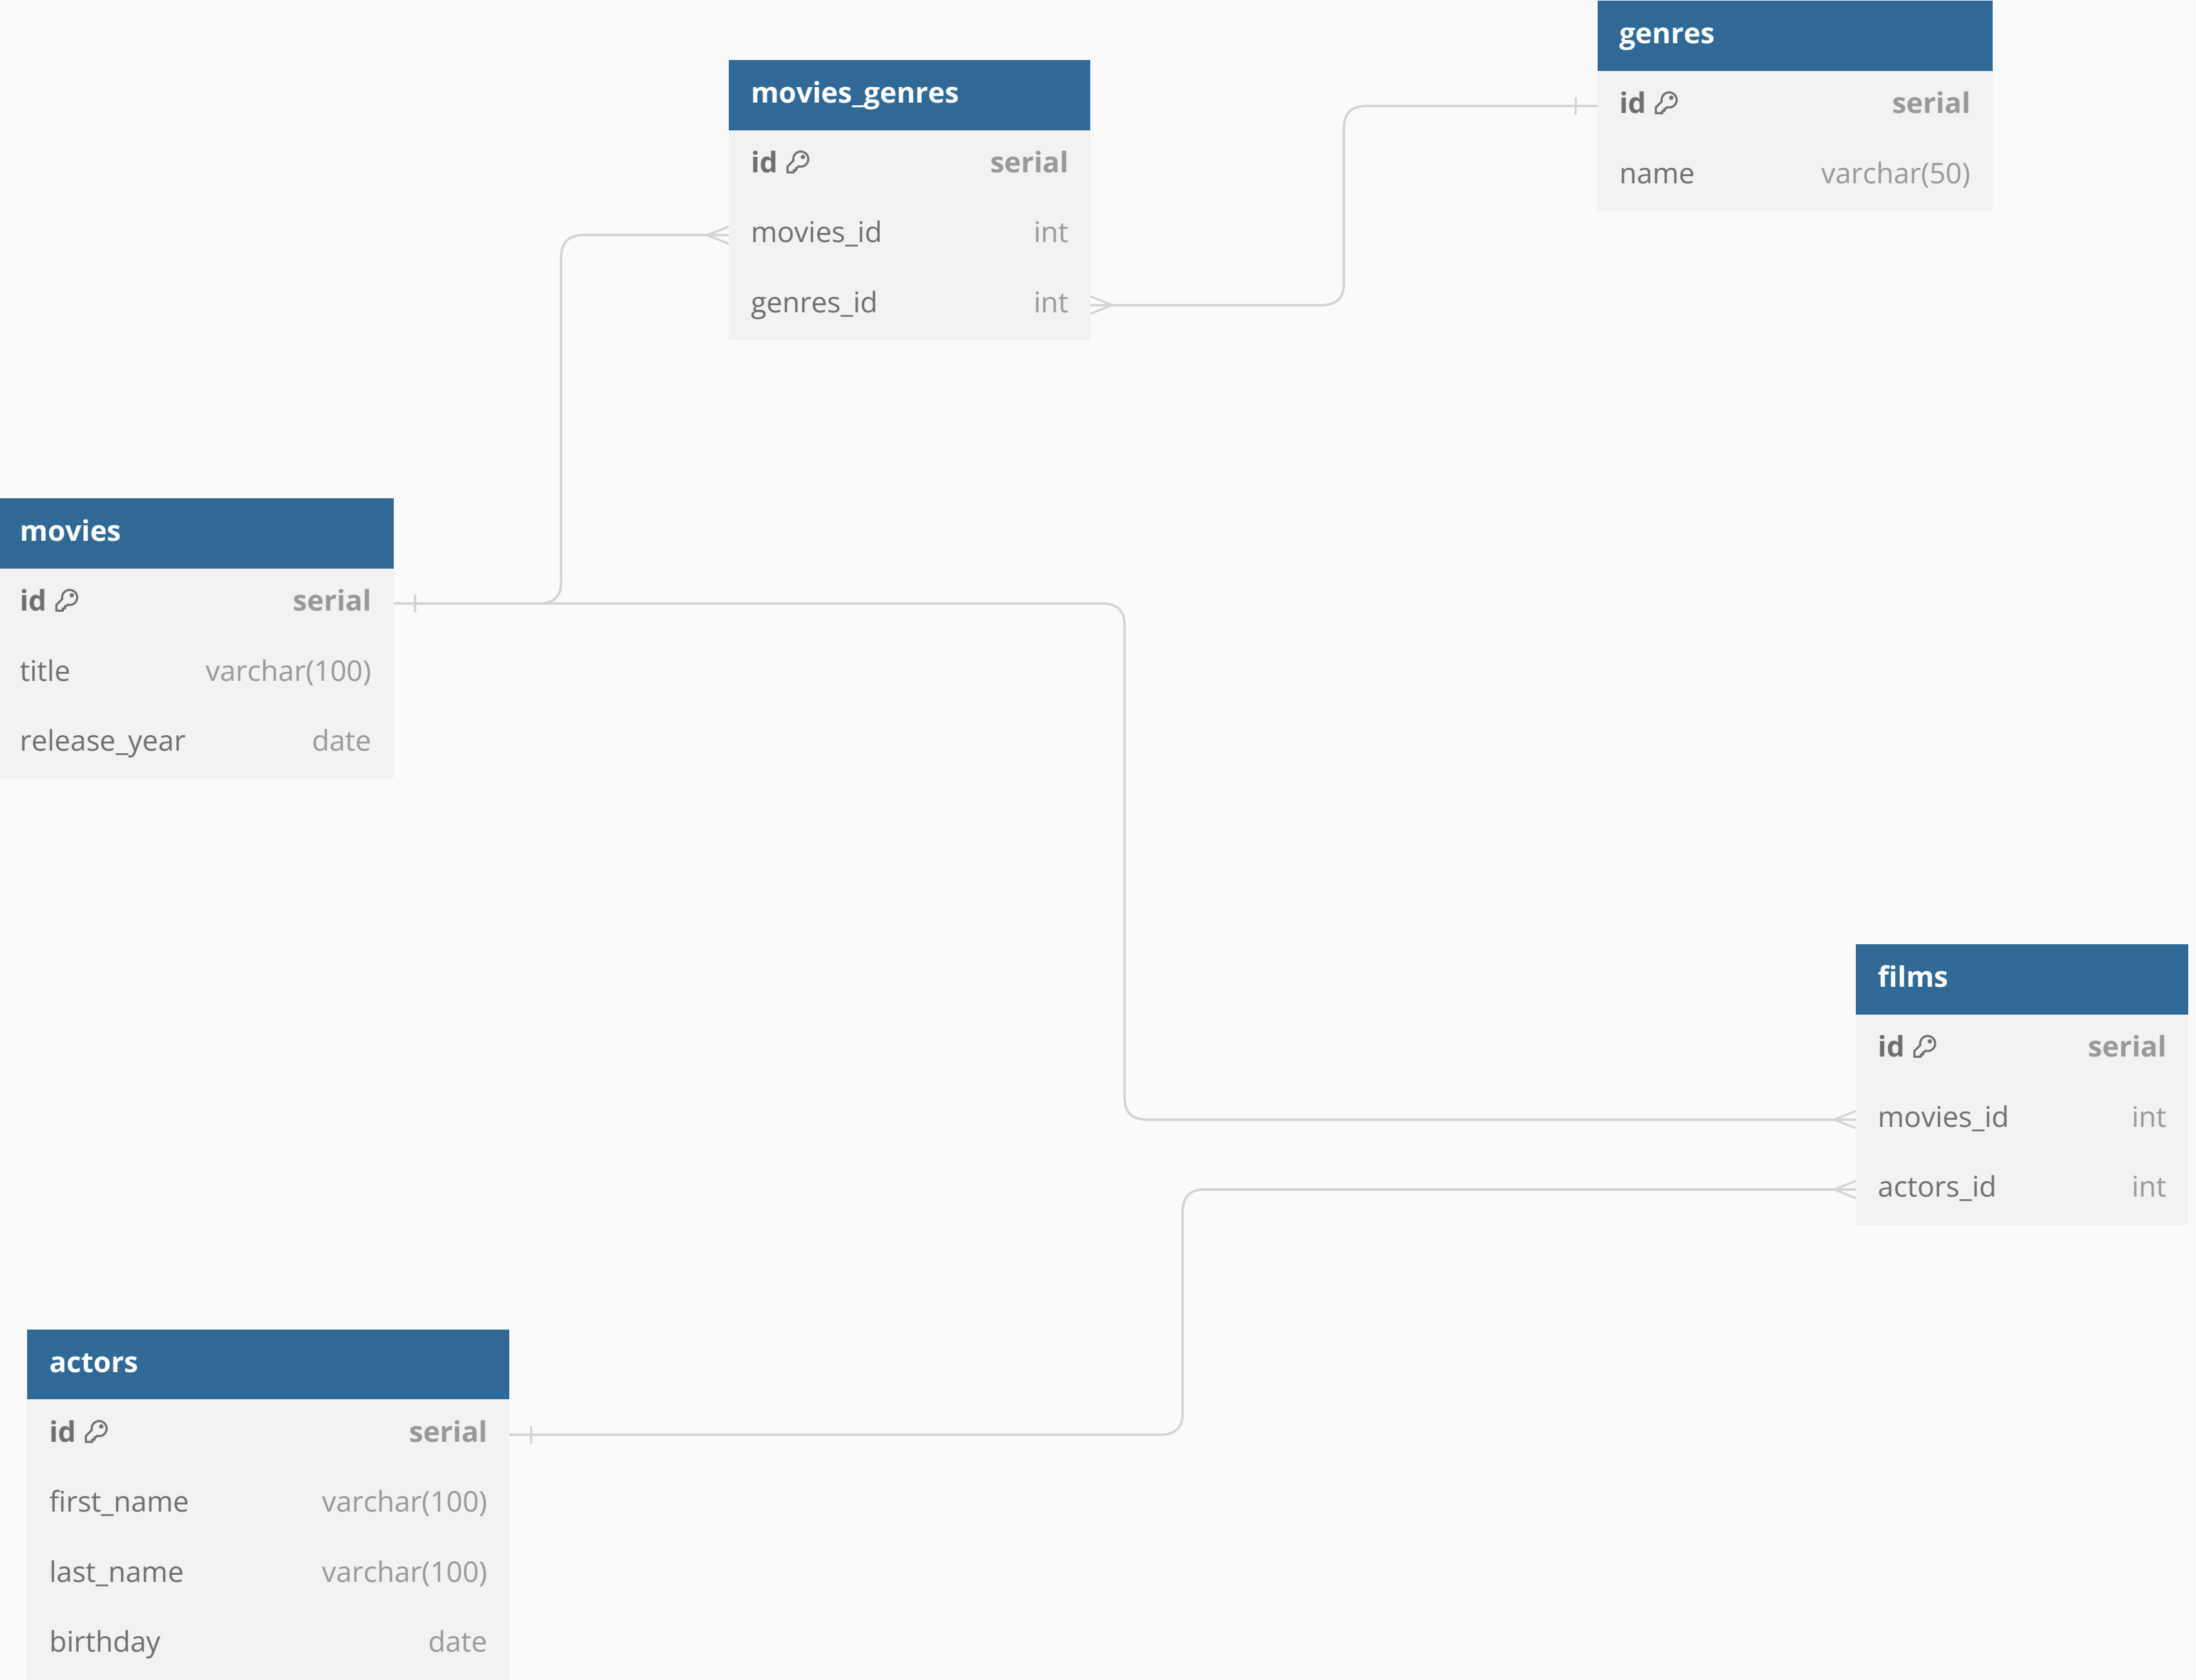 genres
id serial
name varchar(50)
movies_genres
id serial
movies_id int
genres_id int
movies
id serial
title varchar(100)
release_year date
films
id serial
movies_id int
actors_id int
actors
id serial
first_name varchar(100)
last_name varchar(100)
birthday date